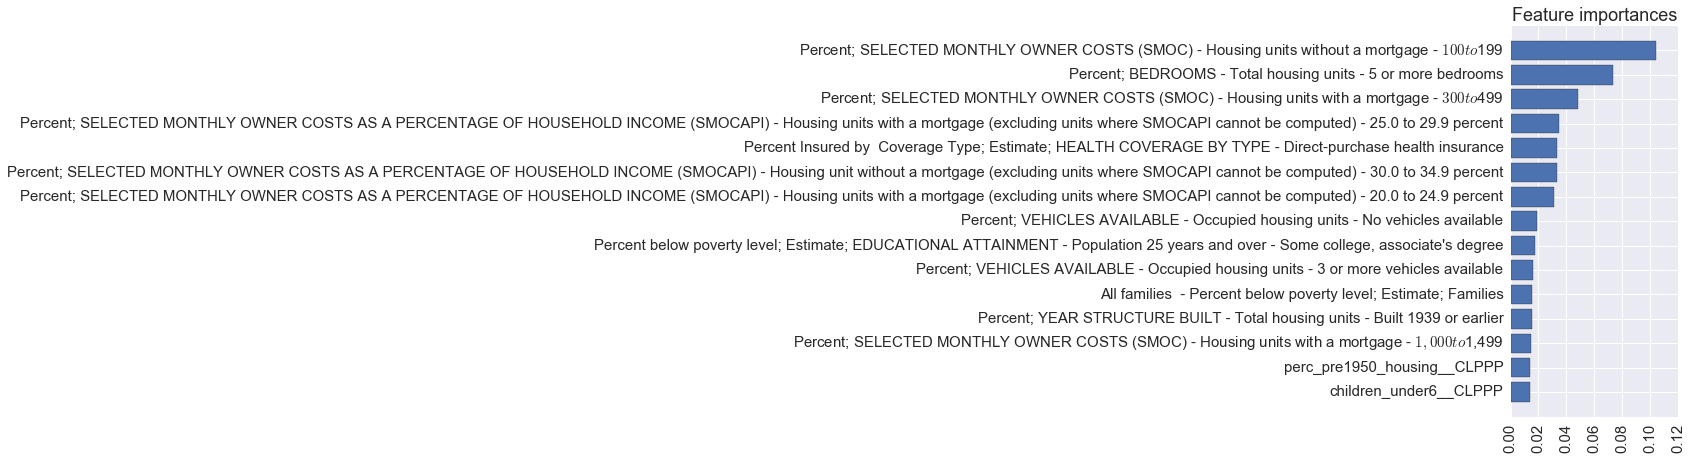 Feature importances
Percent; SELECTED MONTHLY OWNER COSTS (SMOC) - Housing units without a mortgage - 100to199
Percent; BEDROOMS - Total housing units - 5 or more bedrooms
Percent; SELECTED MONTHLY OWNER COSTS (SMOC) - Housing units with a mortgage - 300to499
Percent; SELECTED MONTHLY OWNER COSTS AS A PERCENTAGE OF HOUSEHOLD INCOME (SMOCAPI) - Housing units with a mortgage (excluding units where SMOCAPI cannot be computed) - 25.0 to 29.9 percent
Percent Insured by  Coverage Type; Estimate; HEALTH COVERAGE BY TYPE - Direct-purchase health insurance
Percent; SELECTED MONTHLY OWNER COSTS AS A PERCENTAGE OF HOUSEHOLD INCOME (SMOCAPI) - Housing unit without a mortgage (excluding units where SMOCAPI cannot be computed) - 30.0 to 34.9 percent
Percent; SELECTED MONTHLY OWNER COSTS AS A PERCENTAGE OF HOUSEHOLD INCOME (SMOCAPI) - Housing units with a mortgage (excluding units where SMOCAPI cannot be computed) - 20.0 to 24.9 percent
Percent; VEHICLES AVAILABLE - Occupied housing units - No vehicles available
Percent below poverty level; Estimate; EDUCATIONAL ATTAINMENT - Population 25 years and over - Some college, associate's degree
Percent; VEHICLES AVAILABLE - Occupied housing units - 3 or more vehicles available
All families  - Percent below poverty level; Estimate; Families
Percent; YEAR STRUCTURE BUILT - Total housing units - Built 1939 or earlier
Percent; SELECTED MONTHLY OWNER COSTS (SMOC) - Housing units with a mortgage - 1,000to1,499
perc_pre1950_housing__CLPPP
children_under6__CLPPP
0.00 0.02 0.04 0.06 0.08 0.10 0.12